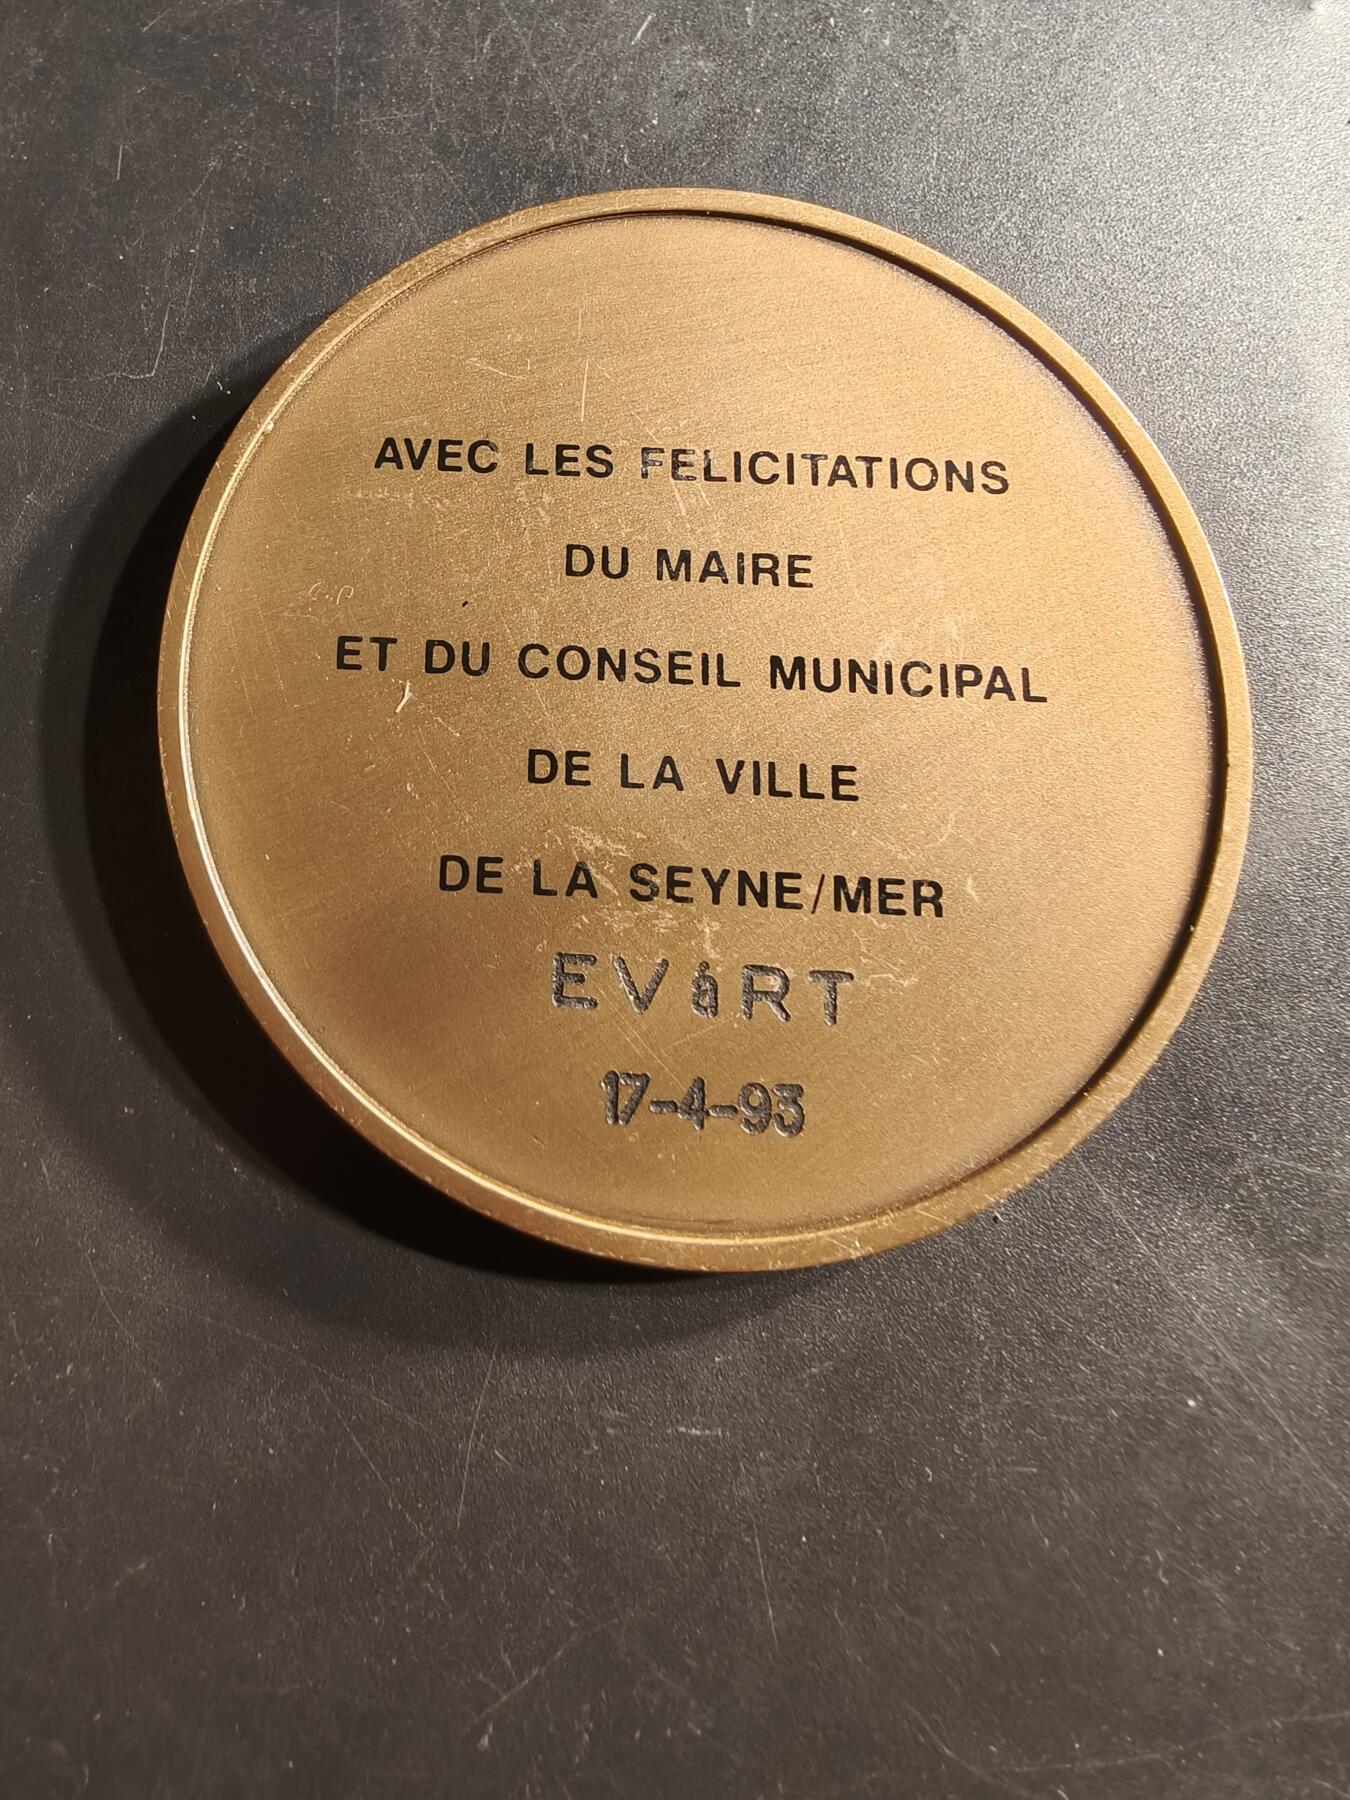 AVEC LES FELICITATIONS
DU MAIRE
ET DU CONSEIL MUNICIPAL
DE LA VILLE
DE LA SEYNE/MER
EVáRT
17-4-93